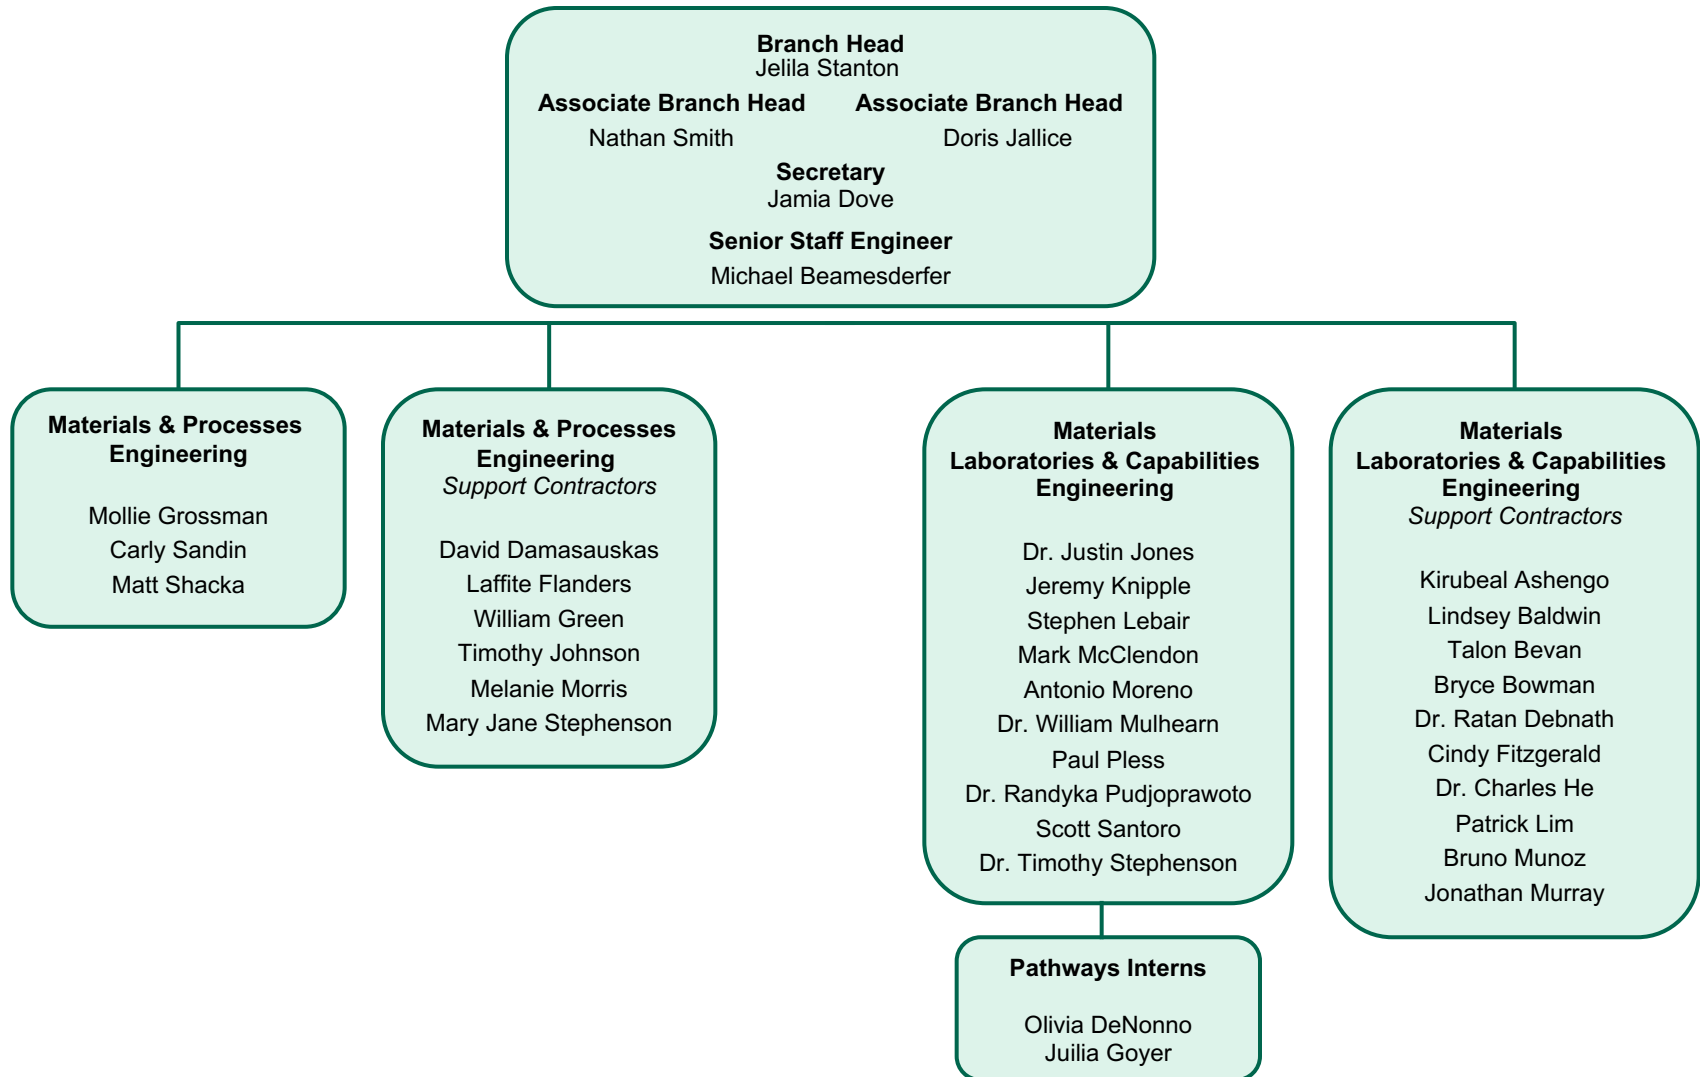 Branch Head
Jelila Stanton
Associate Branch Head
Associate Branch Head
Nathan Smith
Doris Jallice
Secretary
Jamia Dove
Senior Staff Engineer
Michael Beamesderfer
Materials & Processes
Engineering
Mollie Grossman
Carly Sandin
Matt Shacka
Materials & Processes
Engineering
Support Contractors
David Damasauskas
Laffite Flanders
William Green
Timothy Johnson
Melanie Morris
Mary Jane Stephenson
Materials
Laboratories & Capabilities
Engineering
Dr. Justin Jones
Jeremy Knipple
Stephen Lebair
Mark McClendon
Antonio Moreno
Dr. William Mulhearn
Paul Pless
Dr. Randyka Pudjoprawoto
Scott Santoro
Dr. Timothy Stephenson
Pathways Interns
Olivia DeNonno
Juilia Goyer
Materials
Laboratories & Capabilities
Engineering
Support Contractors
Kirubeal Ashengo
Lindsey Baldwin
Talon Bevan
Bryce Bowman
Dr. Ratan Debnath
Cindy Fitzgerald
Dr. Charles He
Patrick Lim
Bruno Munoz
Jonathan Murray